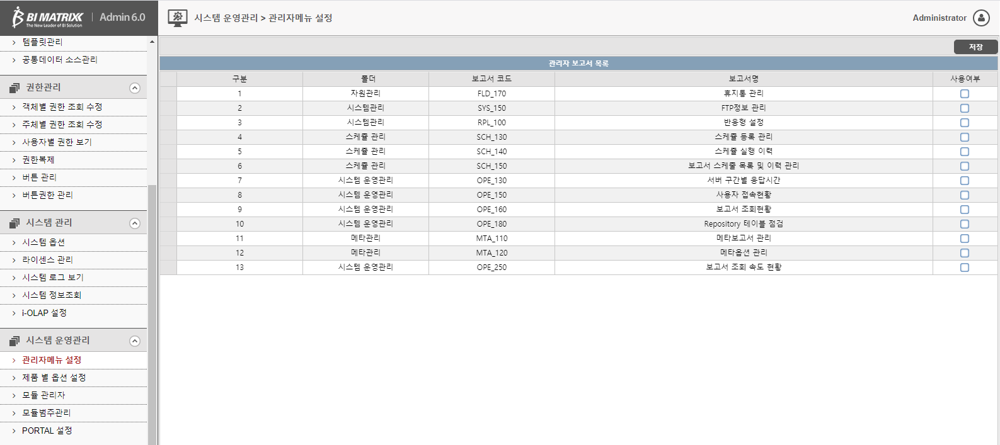 BI MATRIX
The New Leader of BI Solution
Admin 6.0
시스템 운영관리 > 관리자메뉴 설정
Administrator
템플릿관리
공통데이터 소스관리
권한관리
객체별 권한 조회 수정
주체별 권한 조회 수정
사용자별 권한 보기
권한복제
버튼 관리
버튼권한 관리
시스템 관리
시스템 옵션
라이센스 관리
시스템 로그 보기
시스템 정보조회
i-OLAP 설정
시스템 운영관리
관리자메뉴 설정
제품 별 옵션 설정
모듈 관리자
모듈범주관리
PORTAL 설정
저장
관리자 보고서 목록
구분 폴더 보고서 코드 보고서명 사용여부
1 자원관리 FLD_170 휴지통 관리
2 시스템관리 SYS_150 FTP정보 관리
3 시스템관리 RPL_100 반응형 설정
4 스케쥴 관리 SCH_130 스케쥴 등록 관리
5 스케쥴 관리 SCH_140 스케쥴 실행 이력
6 스케쥴 관리 SCH_150 보고서 스케쥴 목록 및 이력 관리
7 시스템 운영관리 OPE_130 서버 구간별 응답시간
8 시스템 운영관리 OPE_150 사용자 접속현황
9 시스템 운영관리 OPE_160 보고서 조회현황
10 시스템 운영관리 OPE_180 Repository 테이블 점검
11 메타관리 MTA_110 메타보고서 관리
12 메타관리 MTA_120 메타옵션 관리
13 시스템 운영관리 OPE_250 보고서 조회 속도 현황